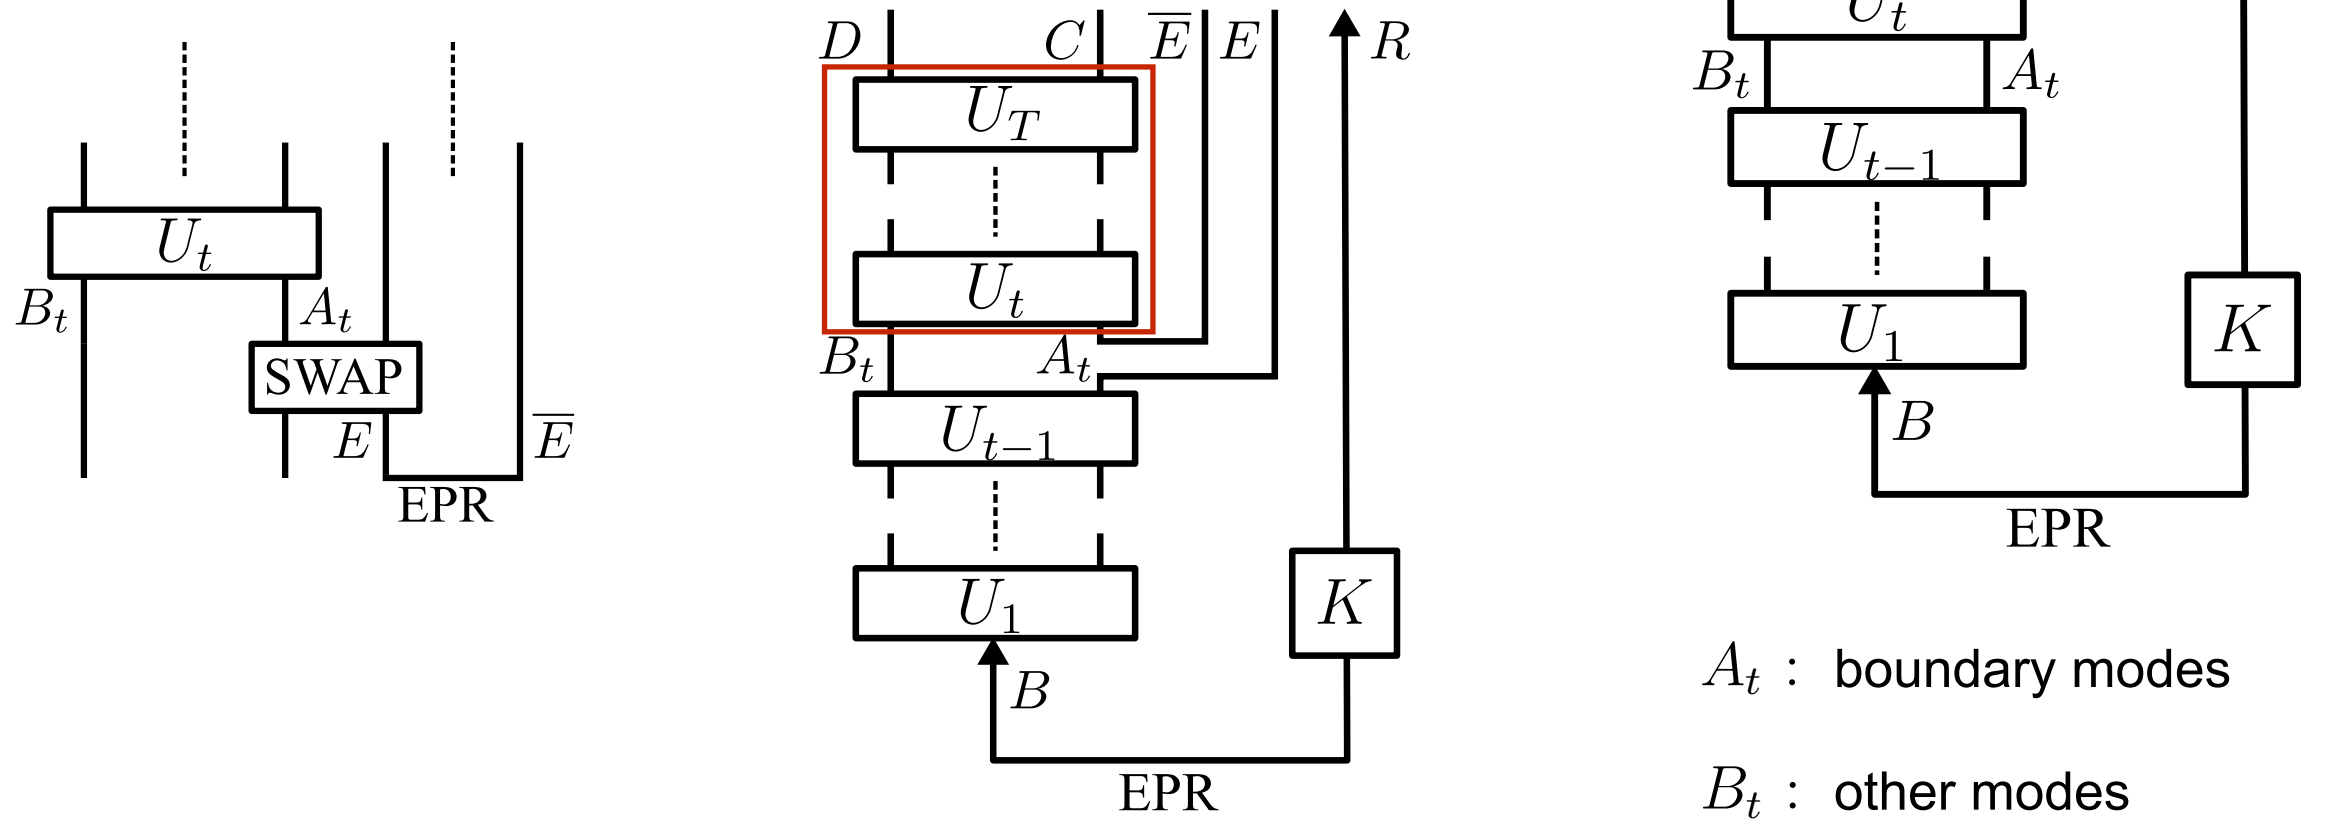 U_t
B_t
A_t
SWAP
E
E̅
EPR
D
C
E̅
E
R
U_T
U_t
B_t
A_t
U_{t-1}
U_1
K
B
EPR
U_t
B_t
A_t
U_{t-1}
U_1
K
B
EPR
A_t : boundary modes
B_t : other modes